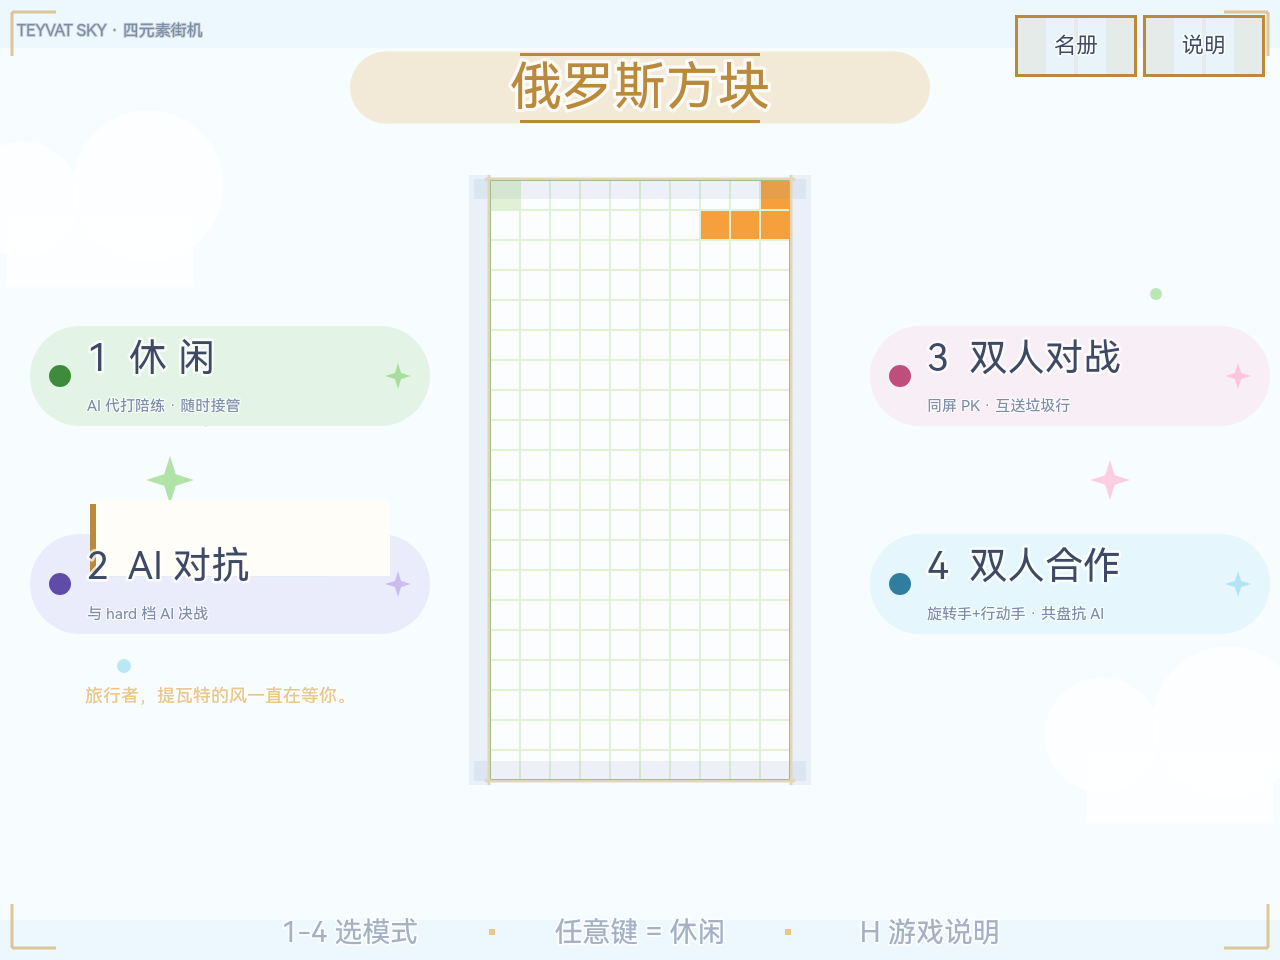 TEYVAT SKY · 四元素街机
名册
说明
俄罗斯方块
1 休 闲
AI 代打陪练 · 随时接管
2 AI 对抗
与 hard 档 AI 决战
旅行者，提瓦特的风一直在等你。
3 双人对战
同屏 PK · 互送垃圾行
4 双人合作
旋转手+行动手 · 共盘抗 AI
1-4 选模式
任意键 = 休闲
H 游戏说明